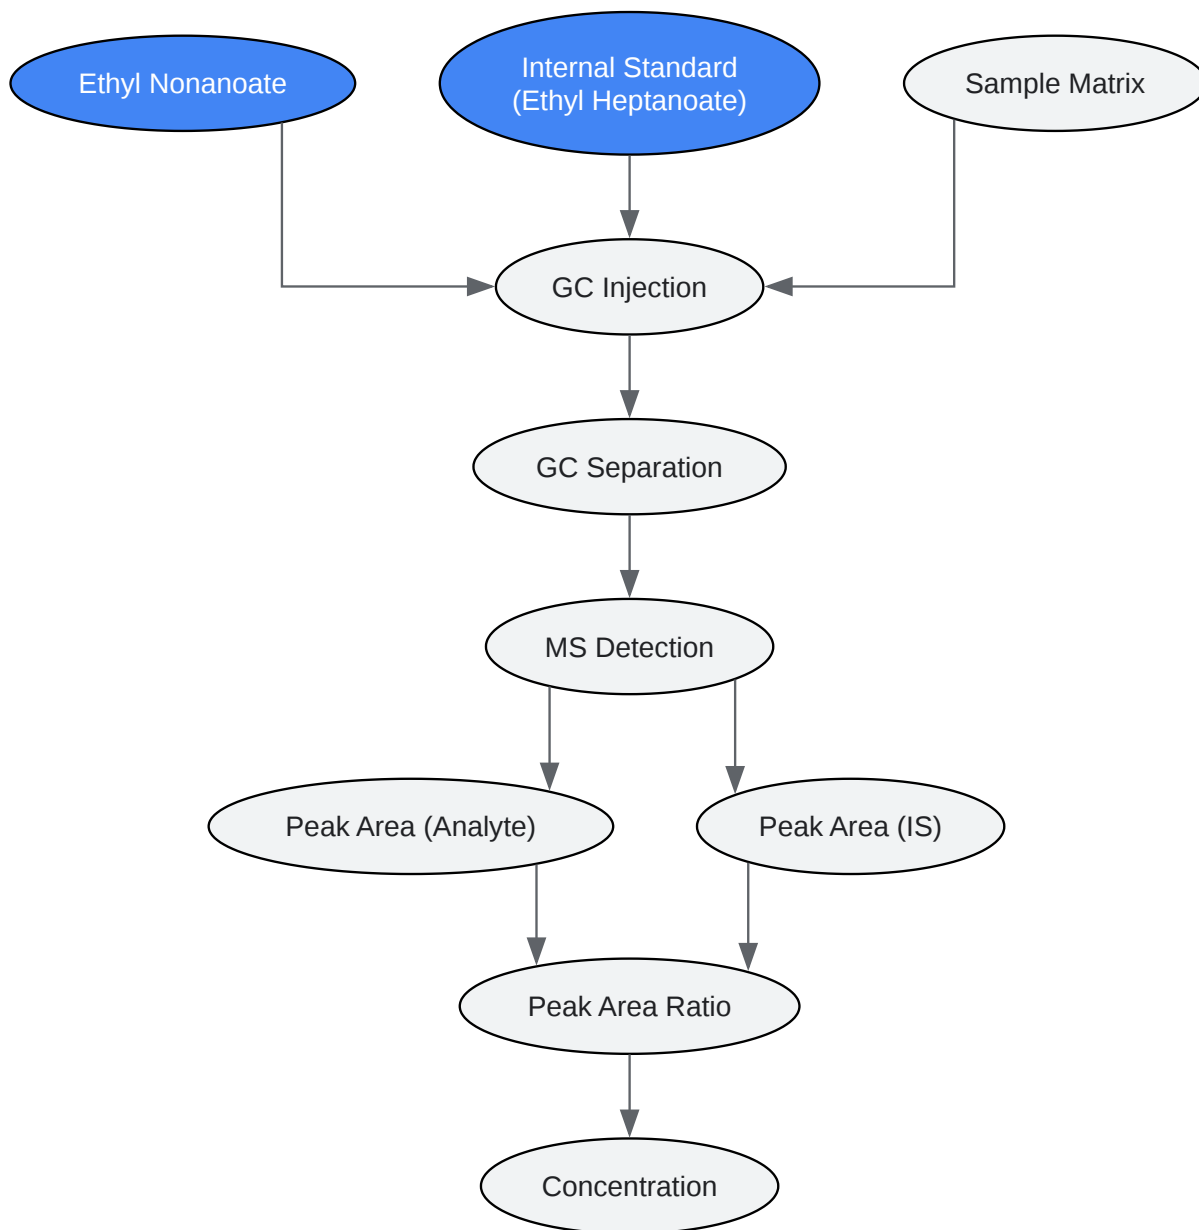 Ethyl Nonanoate
Internal Standard
(Ethyl Heptanoate)
Sample Matrix
GC Injection
GC Separation
MS Detection
Peak Area (Analyte)
Peak Area (IS)
Peak Area Ratio
Concentration